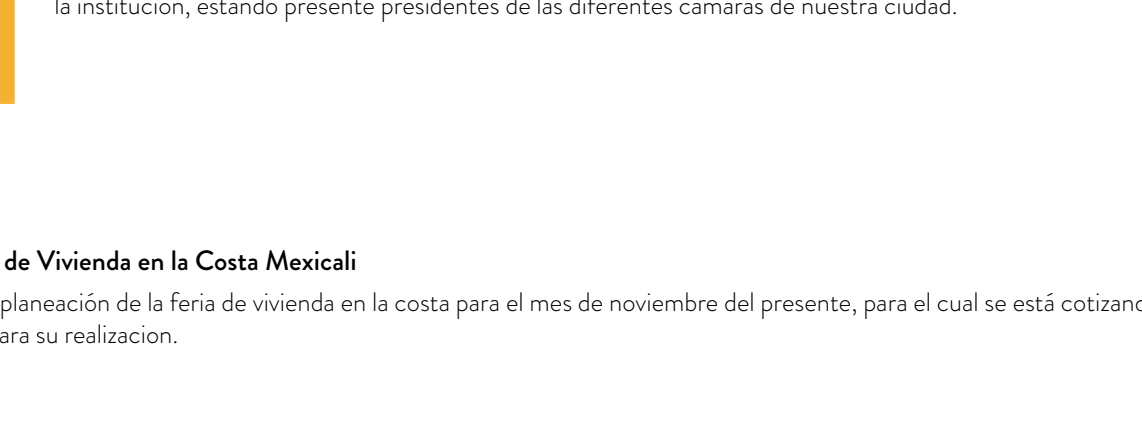 la institución, estando presente presidentes de las diferentes cámaras de nuestra ciudad.
de Vivienda en la Costa Mexicali
planeación de la feria de vivienda en la costa para el mes de noviembre del presente, para el cual se está
su realizacion.